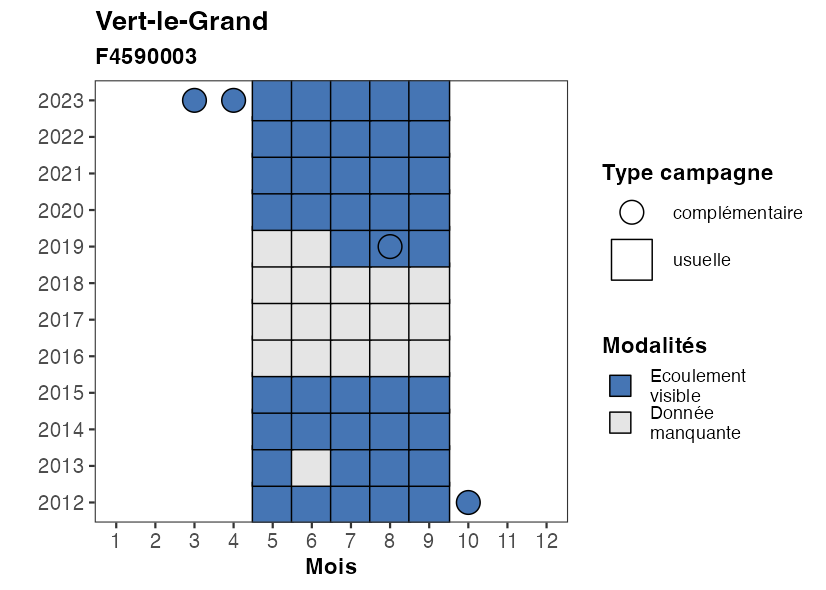 Vert-le-Grand
F4590003
2023
2022
2021
2020
2019
2018
2017
2016
2015
2014
2013
2012
1 2 3 4 5 6 7 8 9 10 11 12
Mois
Type campagne
complémentaire
usuelle
Modalités
Ecoulement
visible
Donnée
manquante